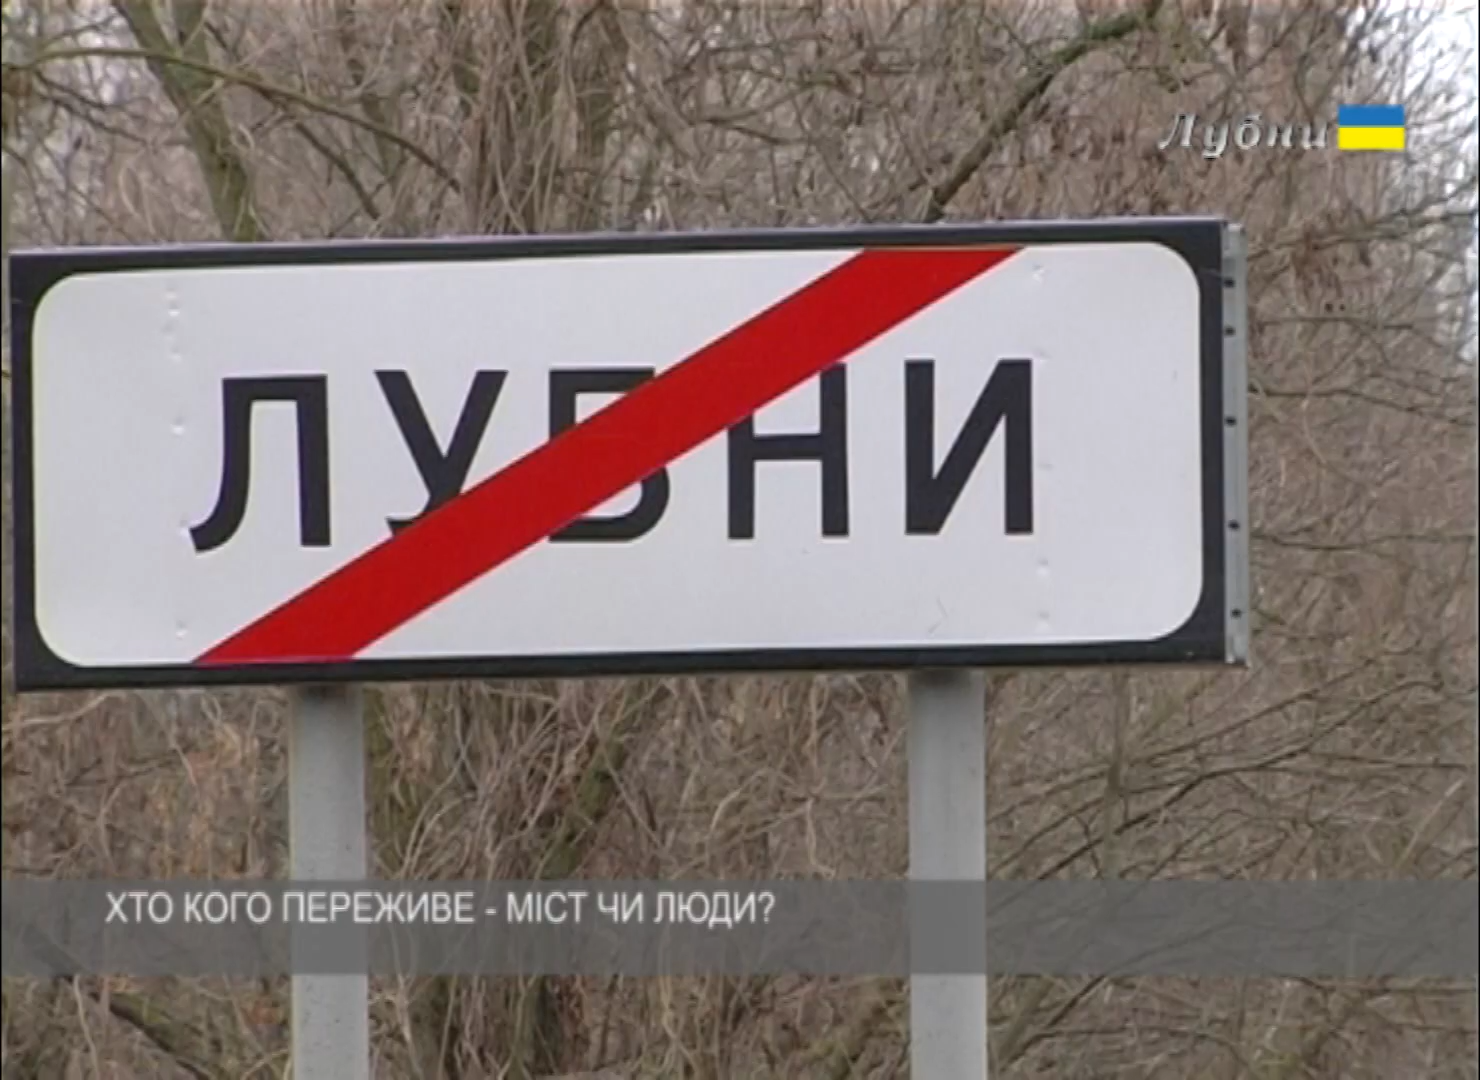 Лубни
ЛУБНИ
ХТО КОГО ПЕРЕЖИВЕ - МІСТ ЧИ ЛЮДИ?